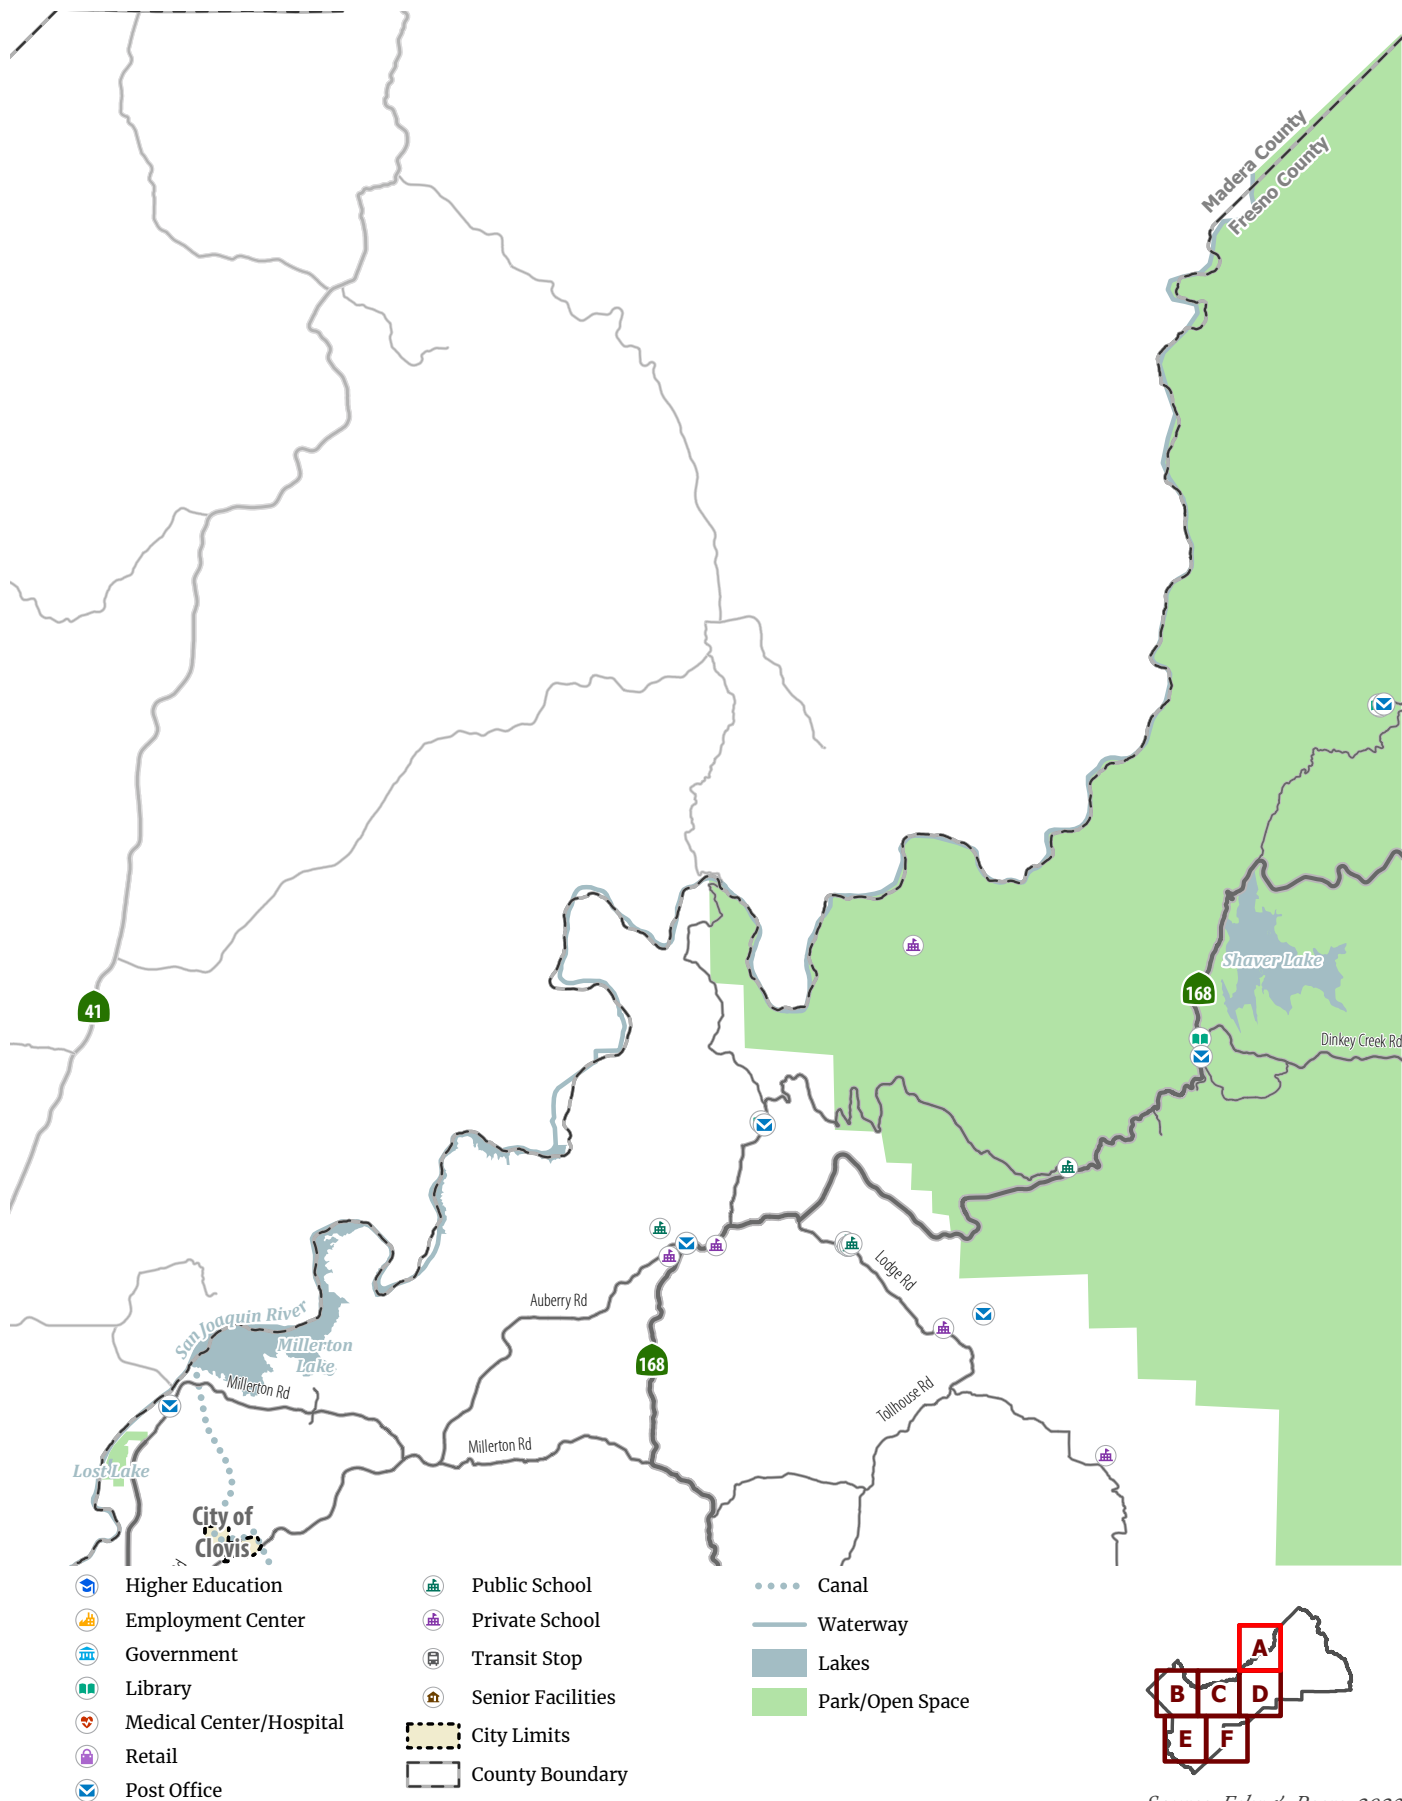 Madera County
Fresno County
Shaver Lake
168
Dinkey Creek Rd
41
Lodge Rd
Auberry Rd
San Joaquin River
Millerton
Lake
168
Millerton Rd
Tollhouse Rd
Millerton Rd
Lost Lake
City of
Clovis
Higher Education
Employment Center
Government
Library
Medical Center/Hospital
Retail
Post Office
Public School
Private School
Transit Stop
Senior Facilities
City Limits
County Boundary
Canal
Waterway
Lakes
Park/Open Space
A
B C D
E F